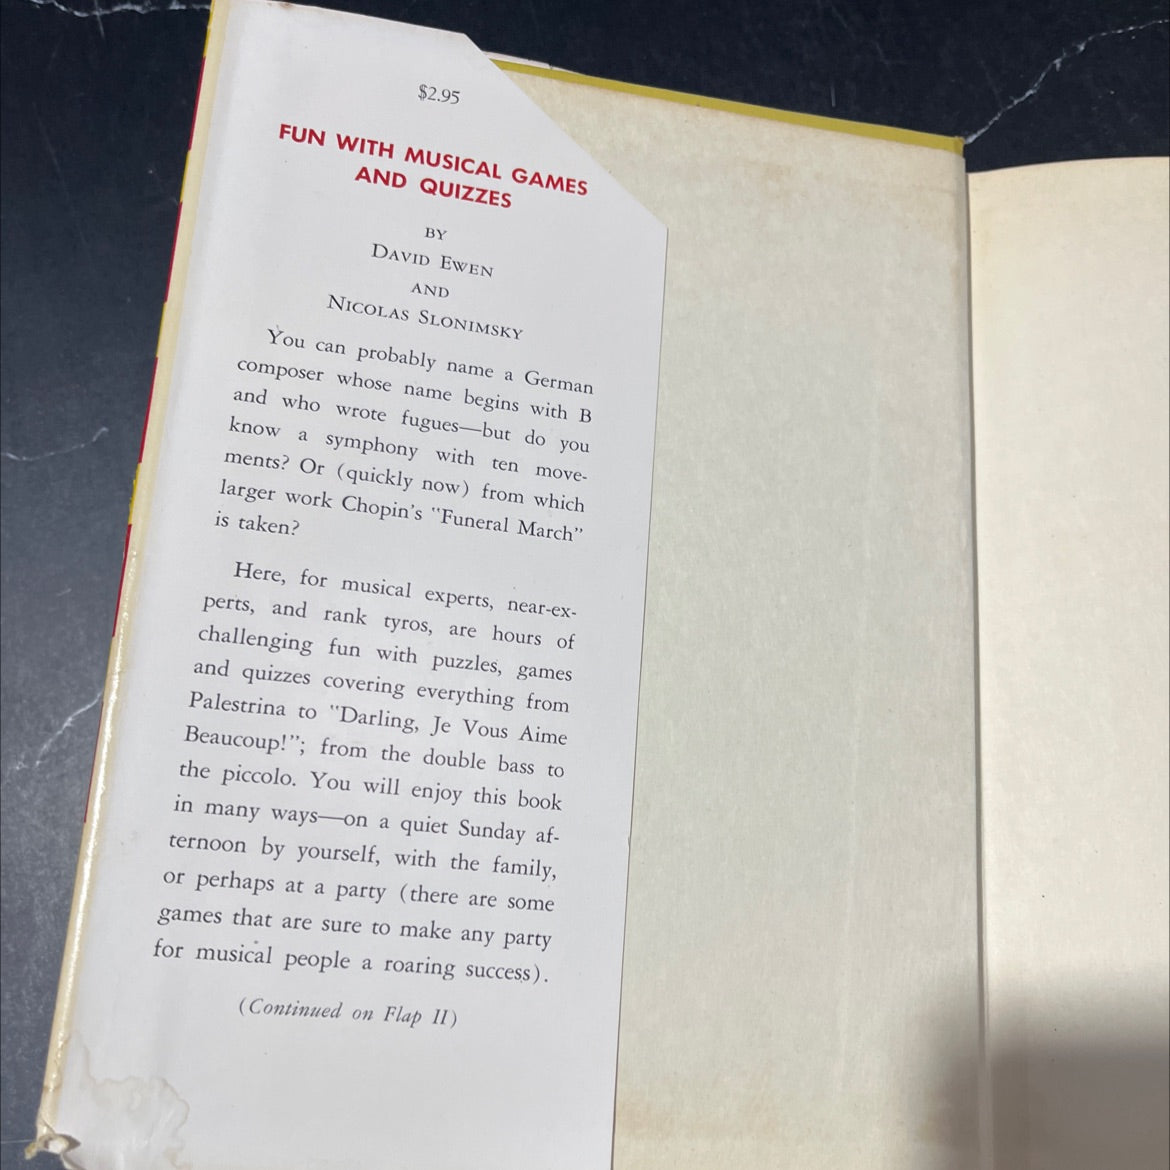 $2.95
FUN WITH MUSICAL GAMES
AND QUIZZES
BY
DAVID EWEN
AND
NICOLAS SLONIMSKY
You can probably name a German
composer whose name begins with B
and who wrote fugues—but do you
know a symphony with ten move-
ments? Or (quickly now) from which
larger work Chopin's "Funeral March"
is taken?
Here, for musical experts, near-ex-
perts, and rank tyros, are hours of
challenging fun with puzzles, games
and quizzes covering everything from
Palestrina to "Darling, Je Vous Aime
Beaucoup!"; from the double bass to
the piccolo. You will enjoy this book
in many ways—on a quiet Sunday af-
ternoon by yourself, with the family,
or perhaps at a party (there are some
games that are sure to make any party
for musical people a roaring success).
(Continued on Flap II)